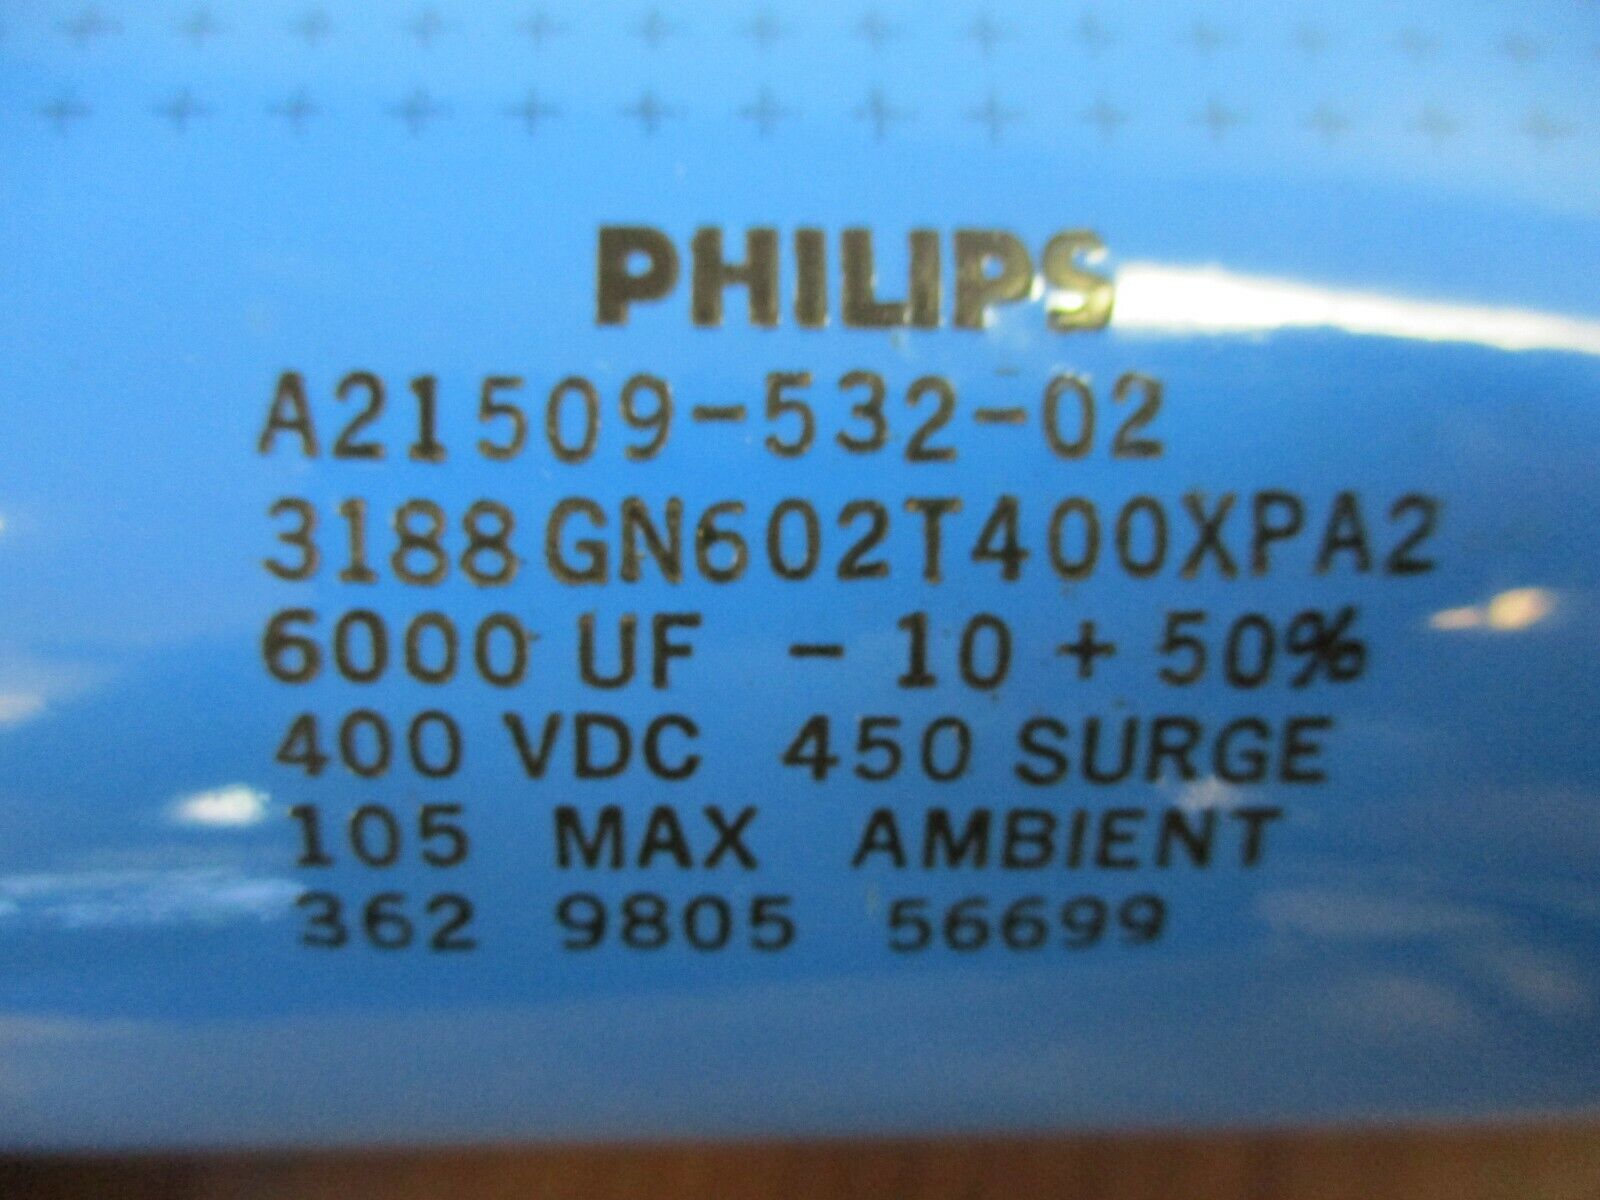 PHILIPS
A21509-532-02
3188GN602T400XPA2
6000 UF - 10 + 50%
400 VDC 450 SURGE
105 MAX AMBIENT
362 9805 56699